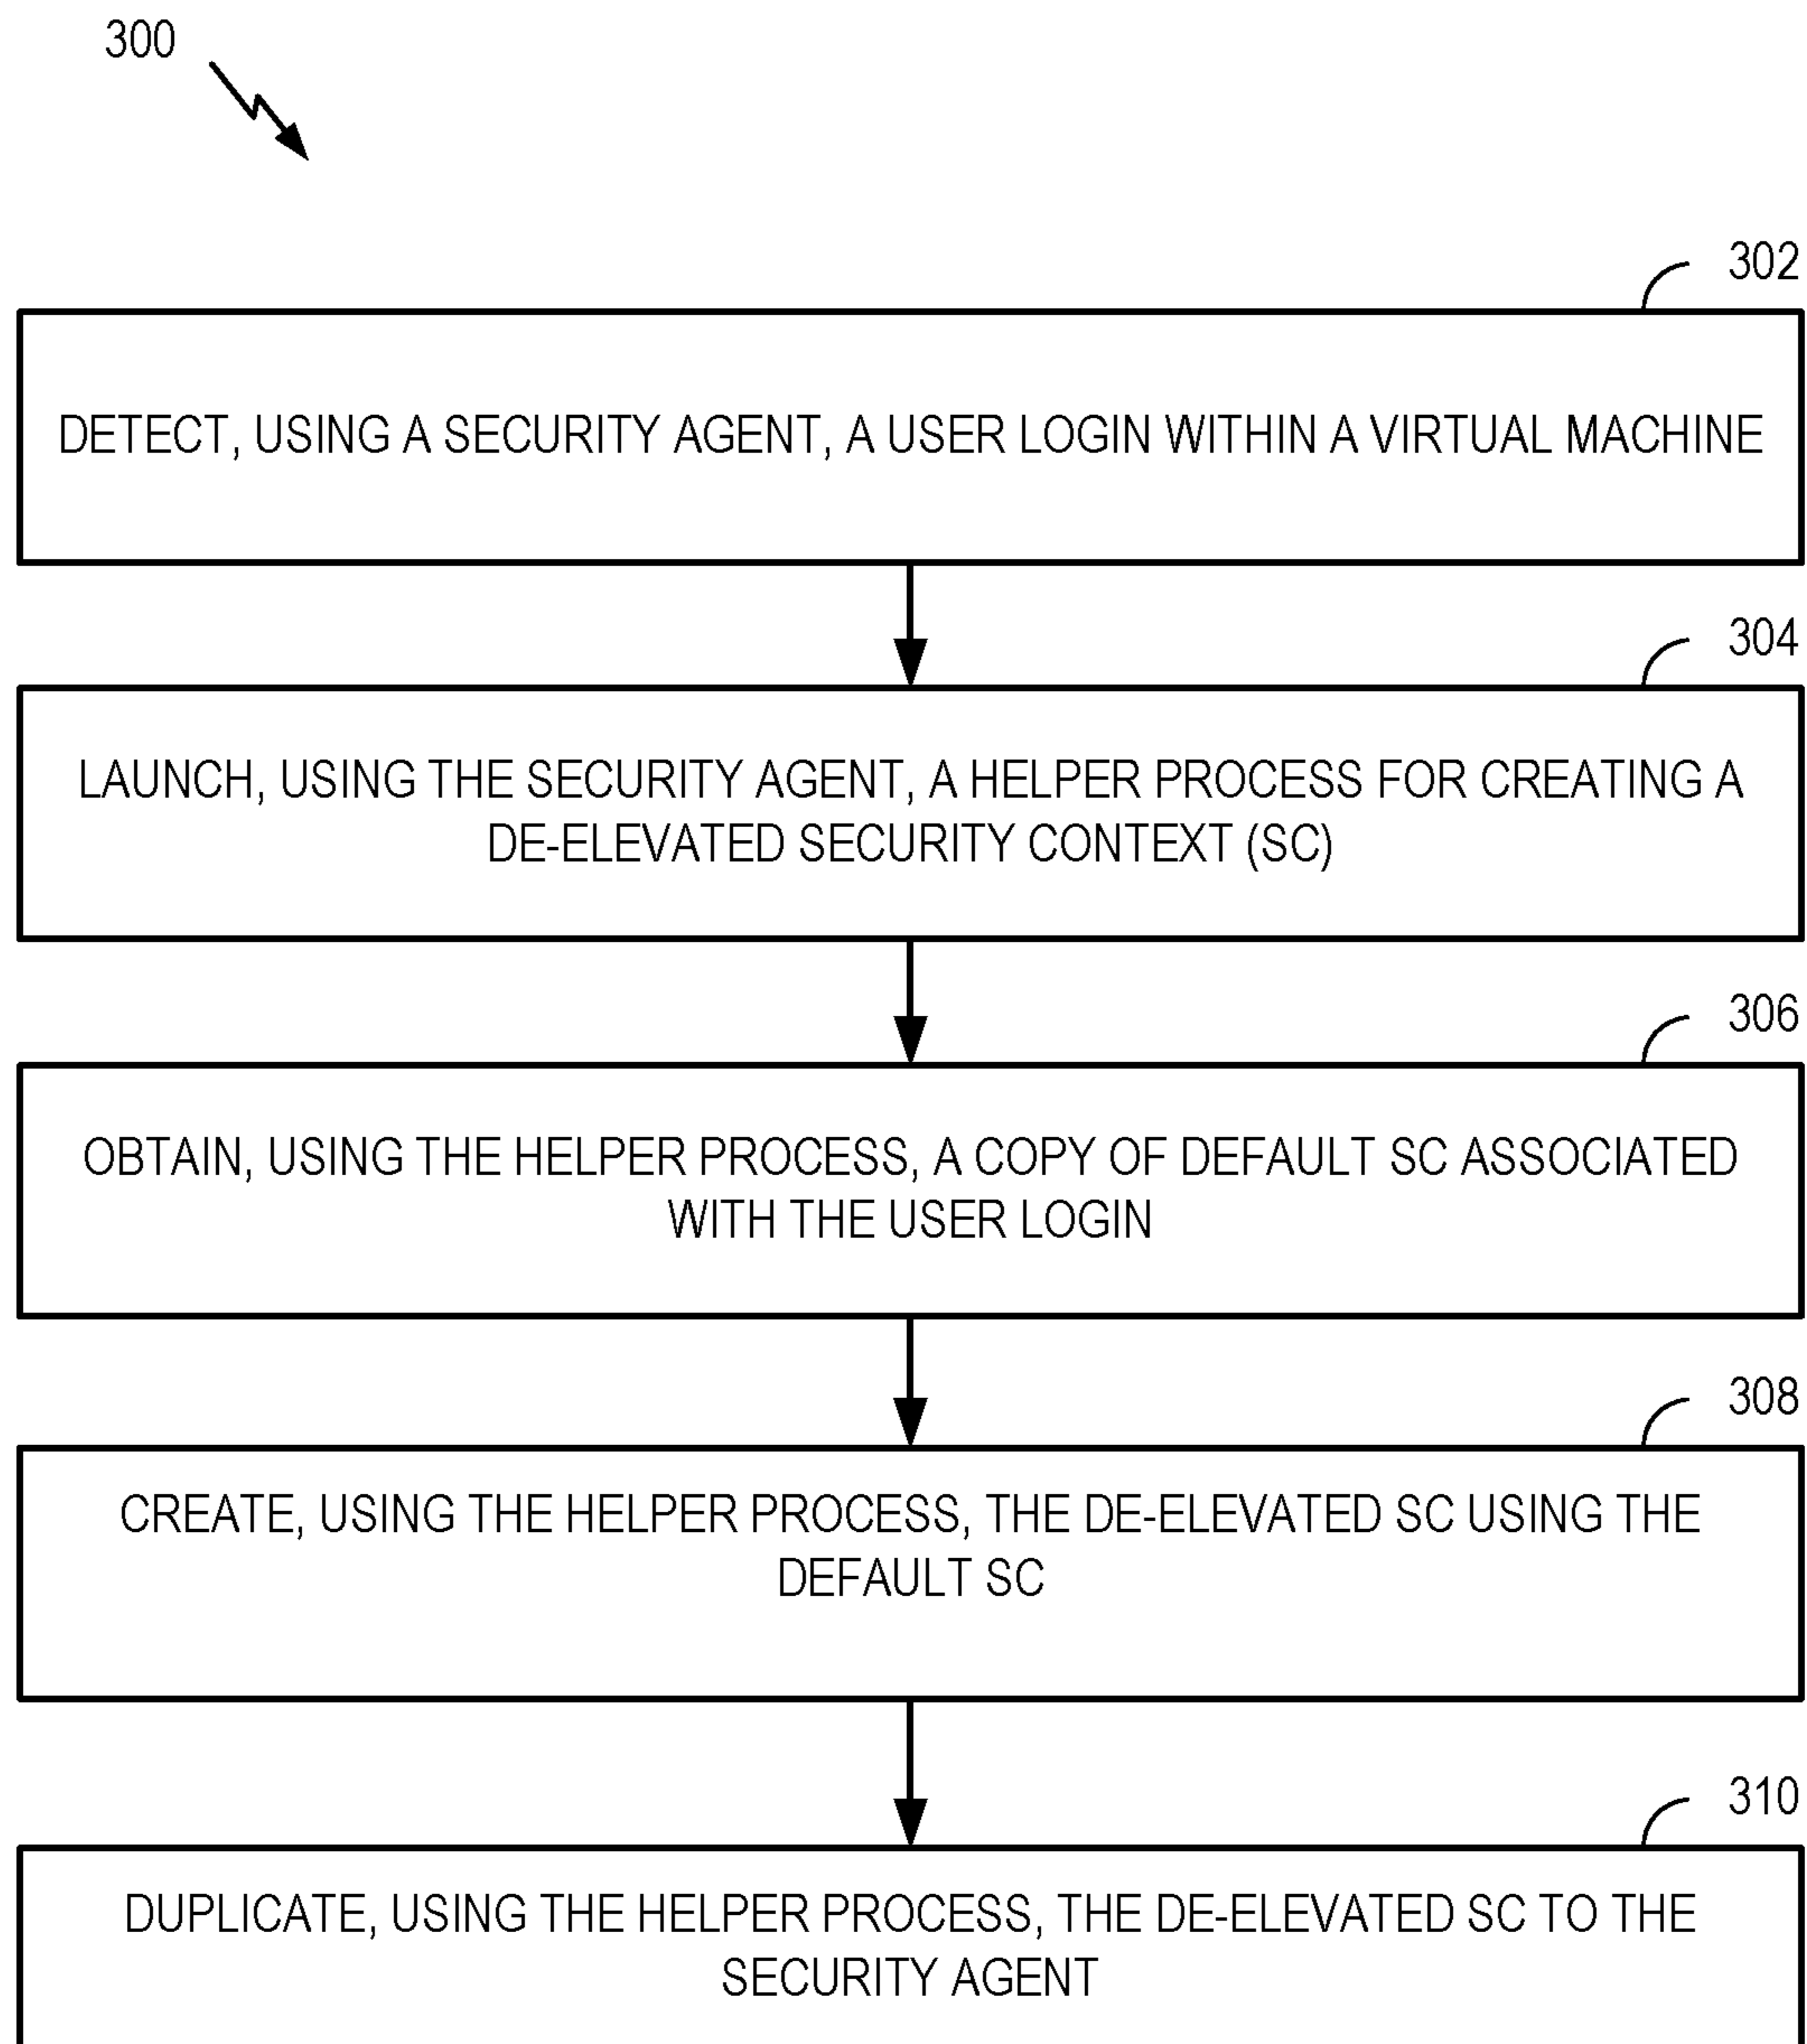 300
302
DETECT, USING A SECURITY AGENT, A USER LOGIN WITHIN A VIRTUAL MACHINE
304
LAUNCH, USING THE SECURITY AGENT, A HELPER PROCESS FOR CREATING A
DE-ELEVATED SECURITY CONTEXT (SC)
306
OBTAIN, USING THE HELPER PROCESS, A COPY OF DEFAULT SC ASSOCIATED
WITH THE USER LOGIN
308
CREATE, USING THE HELPER PROCESS, THE DE-ELEVATED SC USING THE
DEFAULT SC
310
DUPLICATE, USING THE HELPER PROCESS, THE DE-ELEVATED SC TO THE
SECURITY AGENT